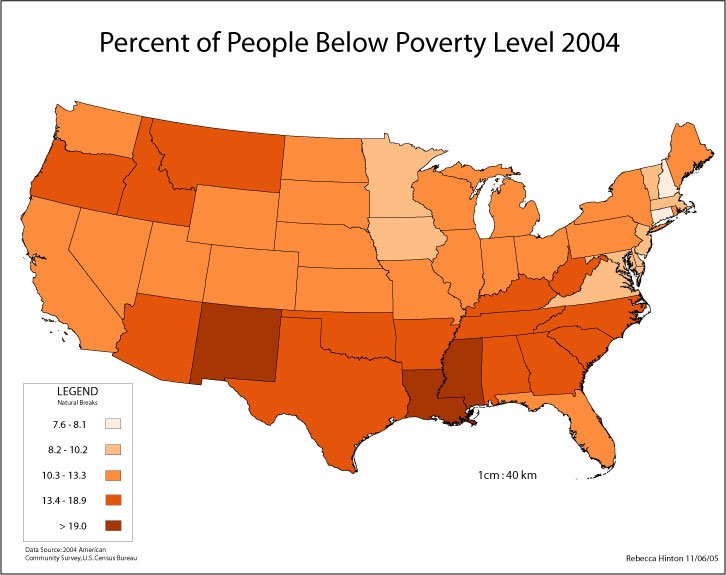 Percent of People Below Poverty Level 2004
LEGEND
Natural Breaks
7.6 - 8.1
8.2 - 10.2
10.3 - 13.3
13.4 - 18.9
> 19.0
1cm : 40 km
Data Source: 2004 American
Community Survey, U.S. Census Bureau
Rebecca Hinton 11/06/05